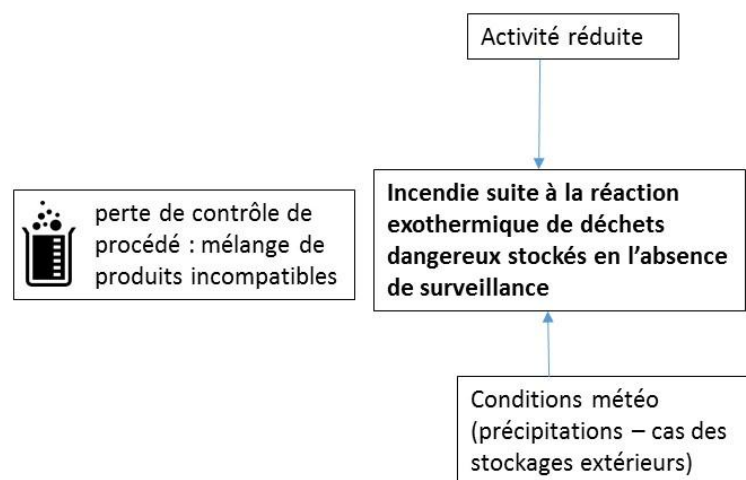 Activité réduite
perte de contrôle de
procédé : mélange de
produits incompatibles
Incendie suite à la réaction
exothermique de déchets
dangereux stockés en l’absence
de surveillance
Conditions météo
(précipitations – cas des
stockages extérieurs)